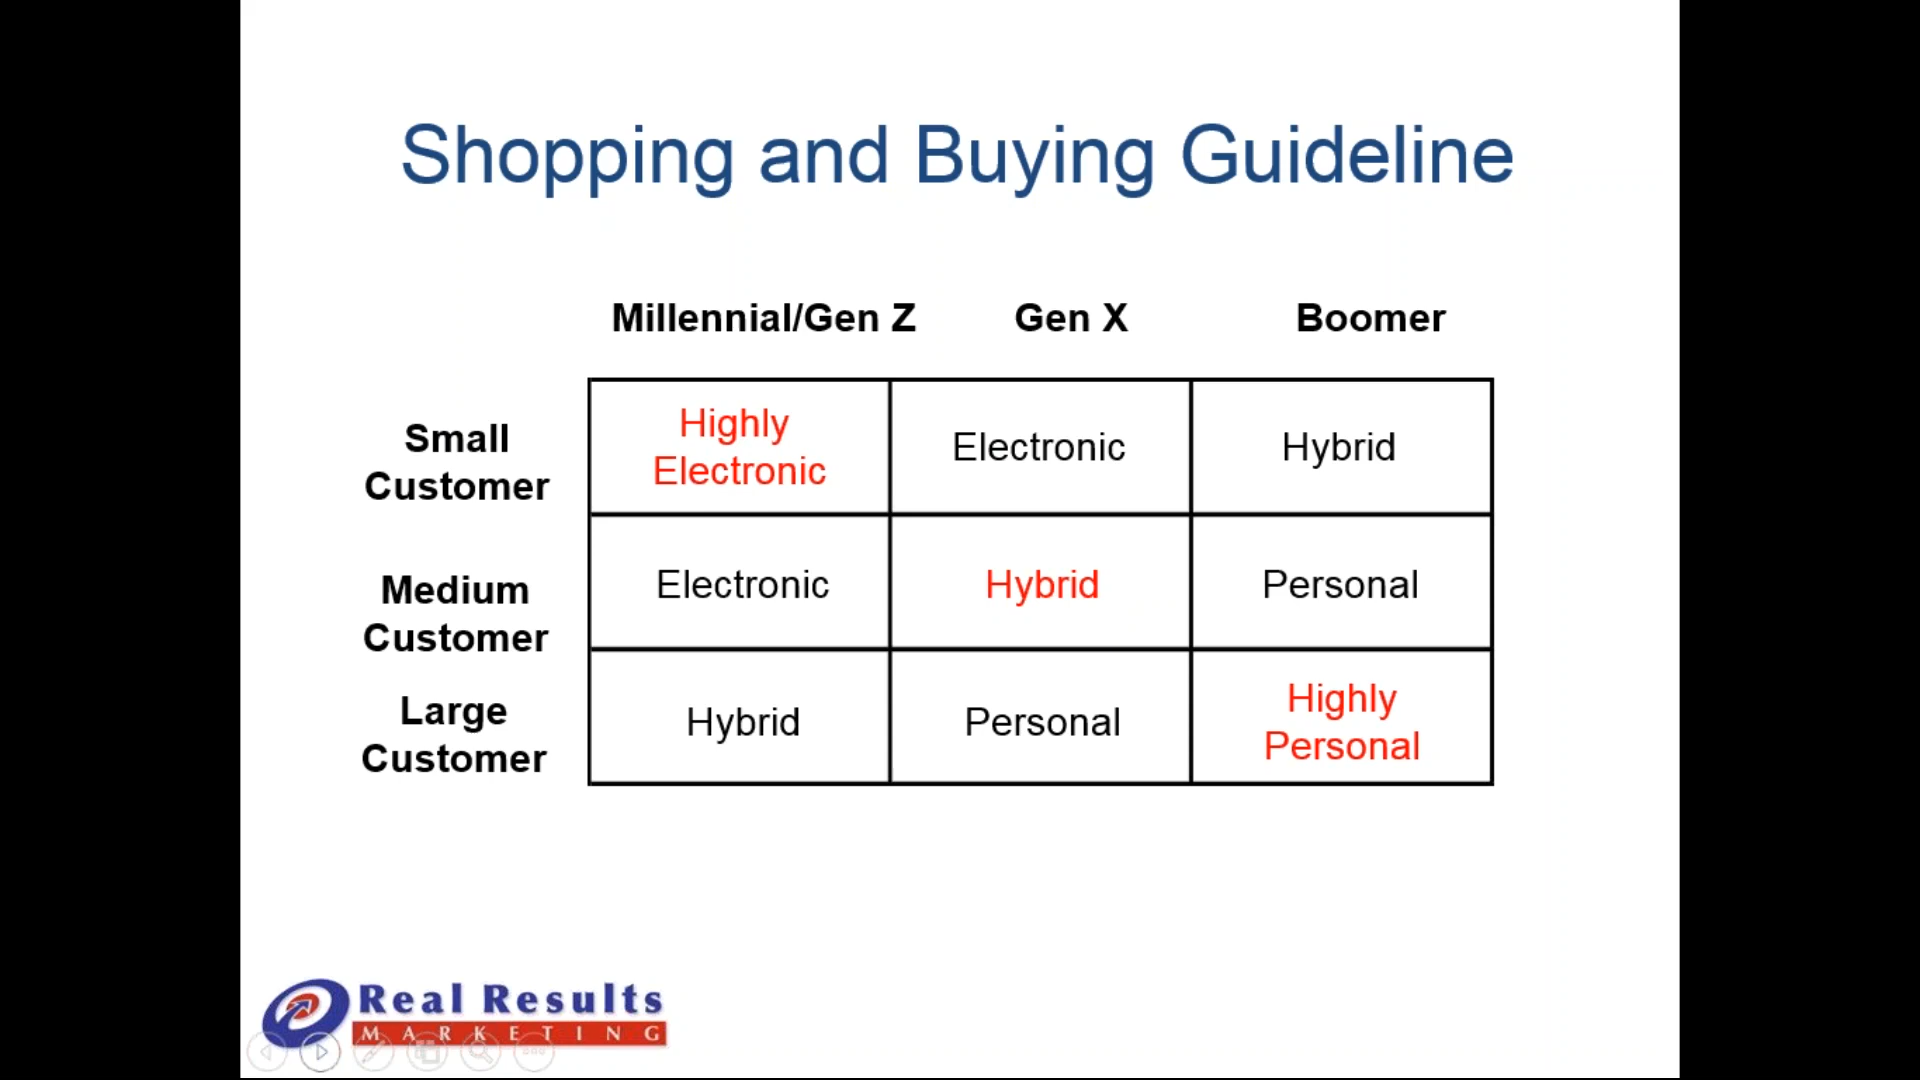 Shopping and Buying Guideline
Millennial/Gen Z Gen X Boomer
Small
Customer
Highly
Electronic
Electronic
Hybrid
Medium
Customer
Electronic
Hybrid
Personal
Large
Customer
Hybrid
Personal
Highly
Personal
Real Results
MARKETING